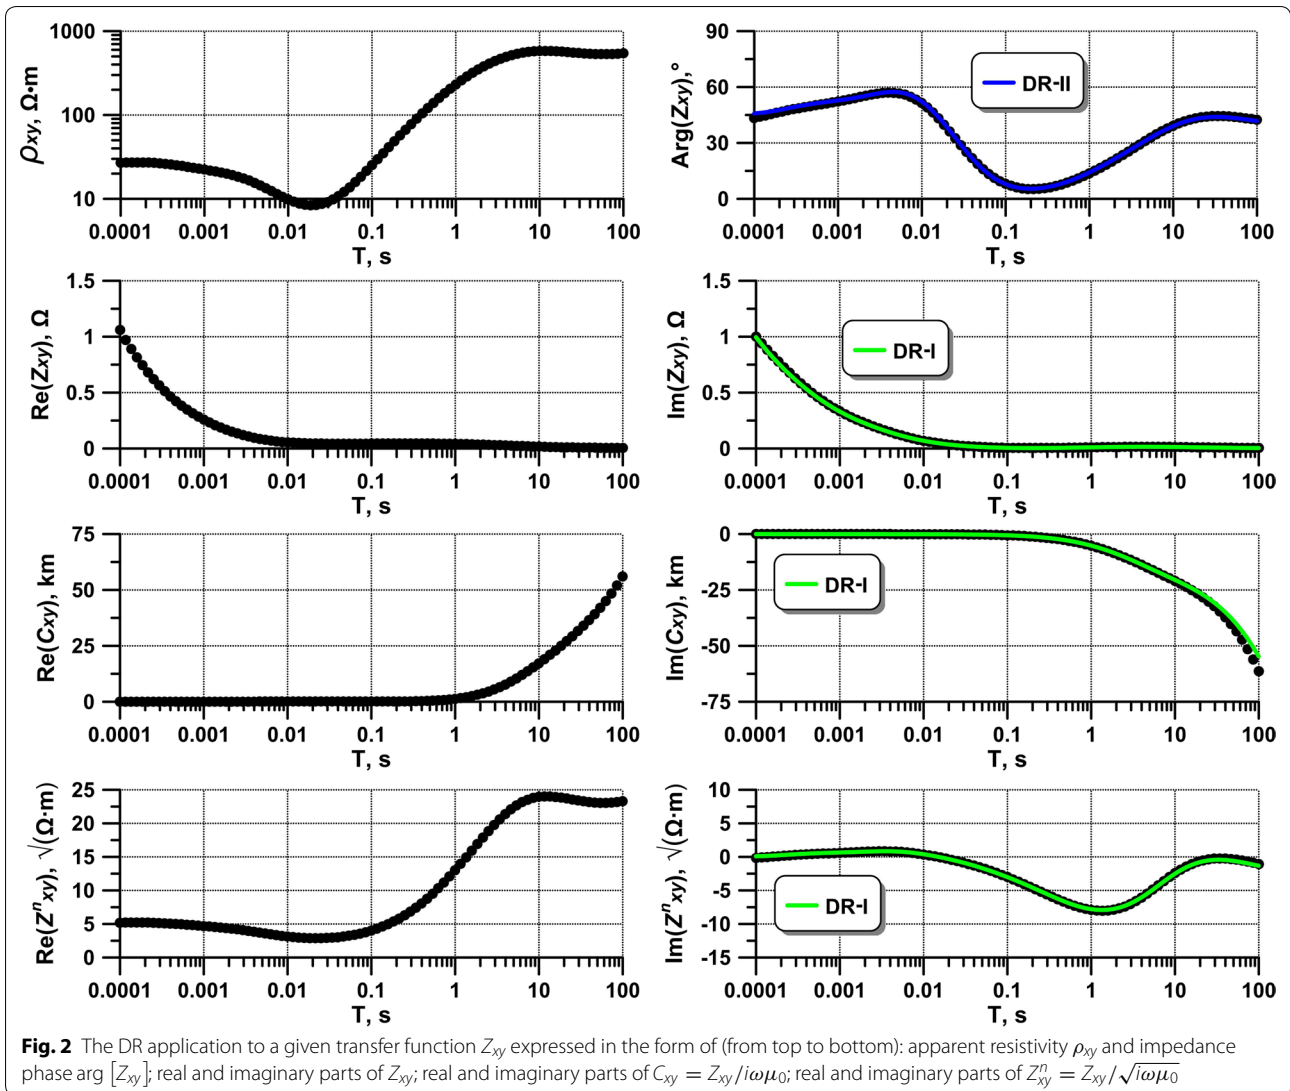 1000
100
10
ρxy, Ω·m
0.0001 0.001 0.01 0.1 1 10 100
T, s
90
60
30
0
Arg(Zxy),°
DR-II
0.0001 0.001 0.01 0.1 1 10 100
T, s
1.5
1
0.5
0
Re(Zxy), Ω
0.0001 0.001 0.01 0.1 1 10 100
T, s
1.5
1
0.5
0
Im(Zxy), Ω
DR-I
0.0001 0.001 0.01 0.1 1 10 100
T, s
75
50
25
0
Re(Cxy), km
0.0001 0.001 0.01 0.1 1 10 100
T, s
0
-25
-50
-75
Im(Cxy), km
DR-I
0.0001 0.001 0.01 0.1 1 10 100
T, s
25
20
15
10
5
0
Re(Zⁿxy), √(Ω·m)
0.0001 0.001 0.01 0.1 1 10 100
T, s
10
5
0
-5
-10
-15
Im(Zⁿxy), √(Ω·m)
DR-I
0.0001 0.001 0.01 0.1 1 10 100
T, s
Fig. 2 The DR application to a given transfer function Zxy expressed in the form of (from top to bottom): apparent resistivity ρxy and impedance
phase arg [Zxy]; real and imaginary parts of Zxy; real and imaginary parts of Cxy = Zxy/iωμ₀; real and imaginary parts of Zⁿxy = Zxy/√iωμ₀